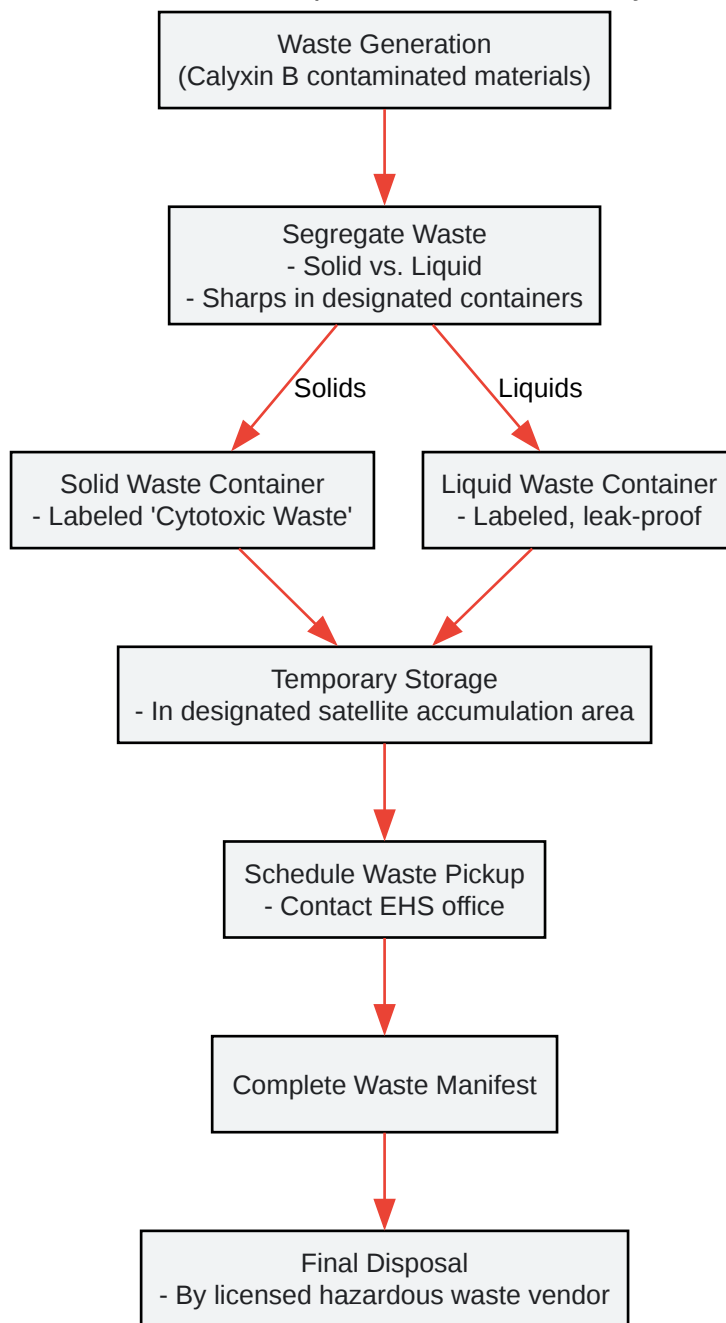 Waste Generation
(Calyxin B contaminated materials)
Segregate Waste
- Solid vs. Liquid
- Sharps in designated containers
Solids
Liquids
Solid Waste Container
- Labeled 'Cytotoxic Waste'
Liquid Waste Container
- Labeled, leak-proof
Temporary Storage
- In designated satellite accumulation area
Schedule Waste Pickup
- Contact EHS office
Complete Waste Manifest
Final Disposal
- By licensed hazardous waste vendor